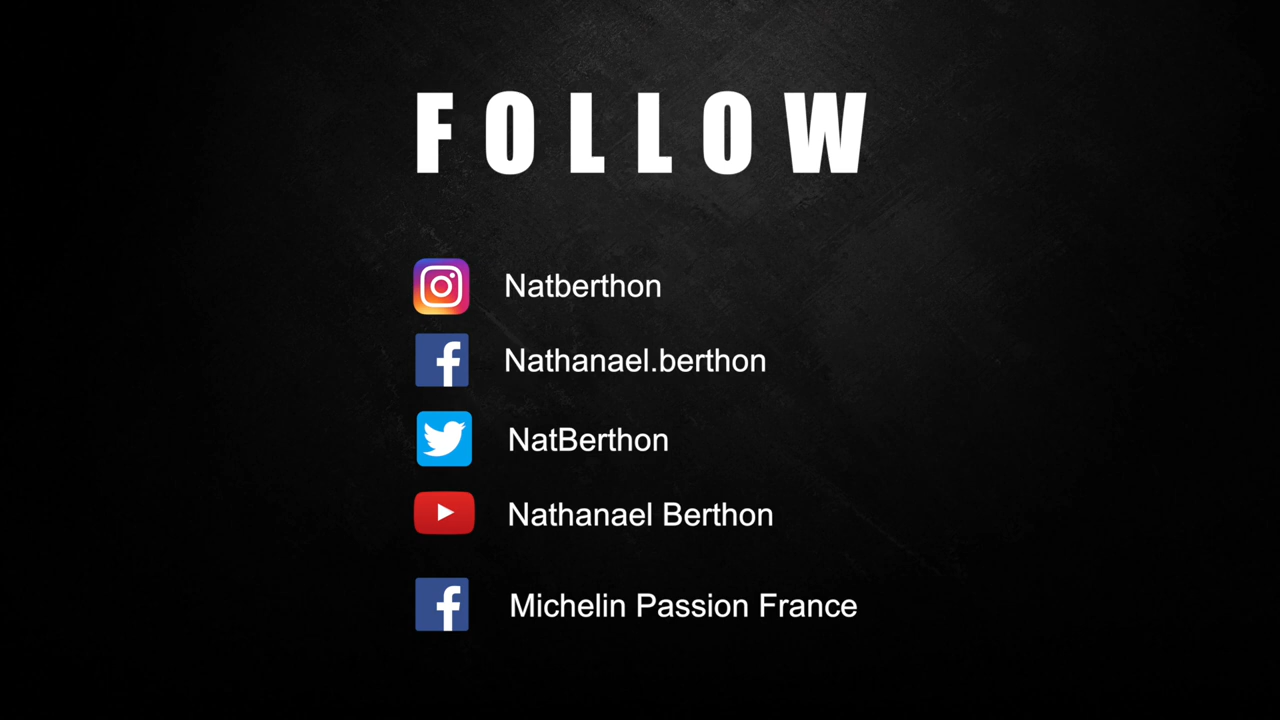 FOLLOW
Natberthon
Nathanael.berthon
NatBerthon
Nathanael Berthon
Michelin Passion France